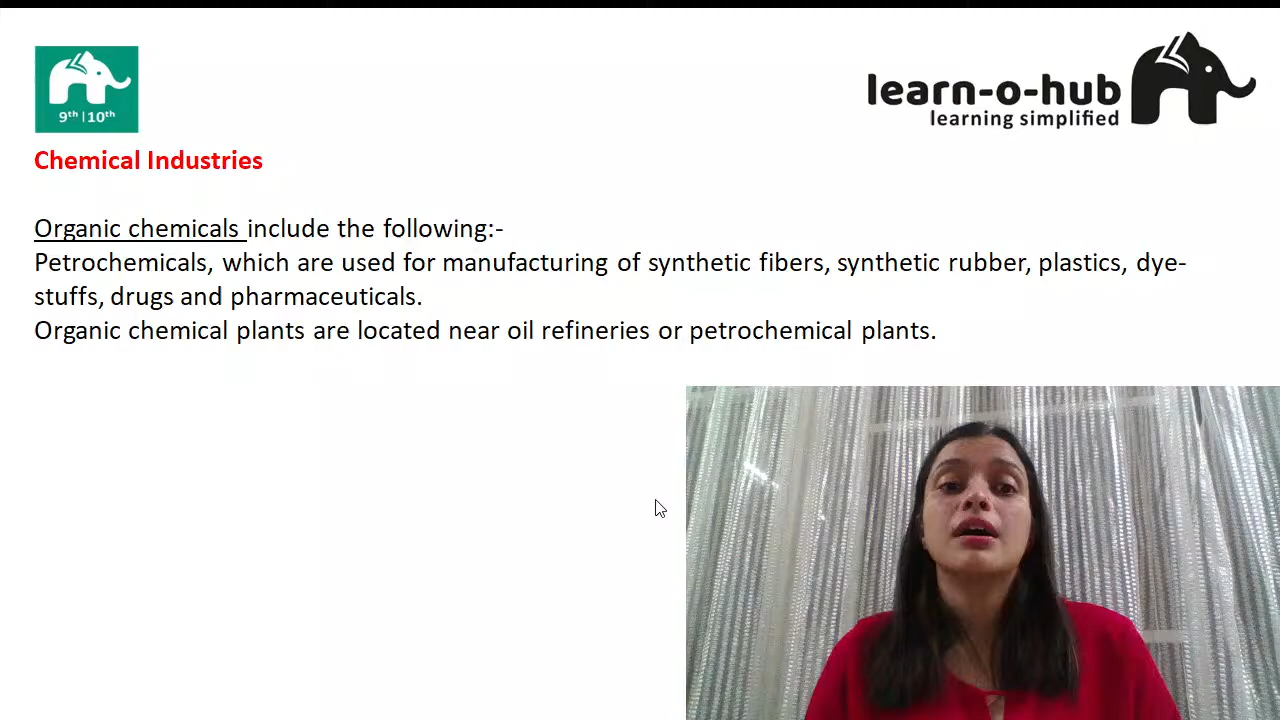 9th | 10th
learn-o-hub
learning simplified
Chemical Industries
Organic chemicals include the following:-
Petrochemicals, which are used for manufacturing of synthetic fibers, synthetic rubber, plastics, dye-
stuffs, drugs and pharmaceuticals.
Organic chemical plants are located near oil refineries or petrochemical plants.